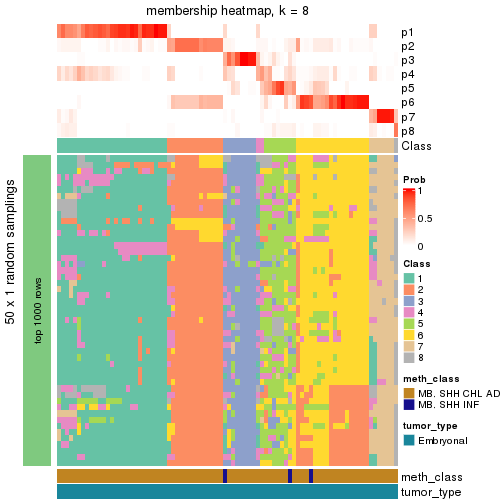 membership heatmap, k = 8
p1
p2
p3
p4
p5
p6
p7
p8
Class
50 x 1 random samplings
top 1000 rows
meth_class
tumor_type
Prob
1
0.5
0
Class
1
2
3
4
5
6
7
8
meth_class
MB. SHH CHL AD
MB. SHH INF
tumor_type
Embryonal